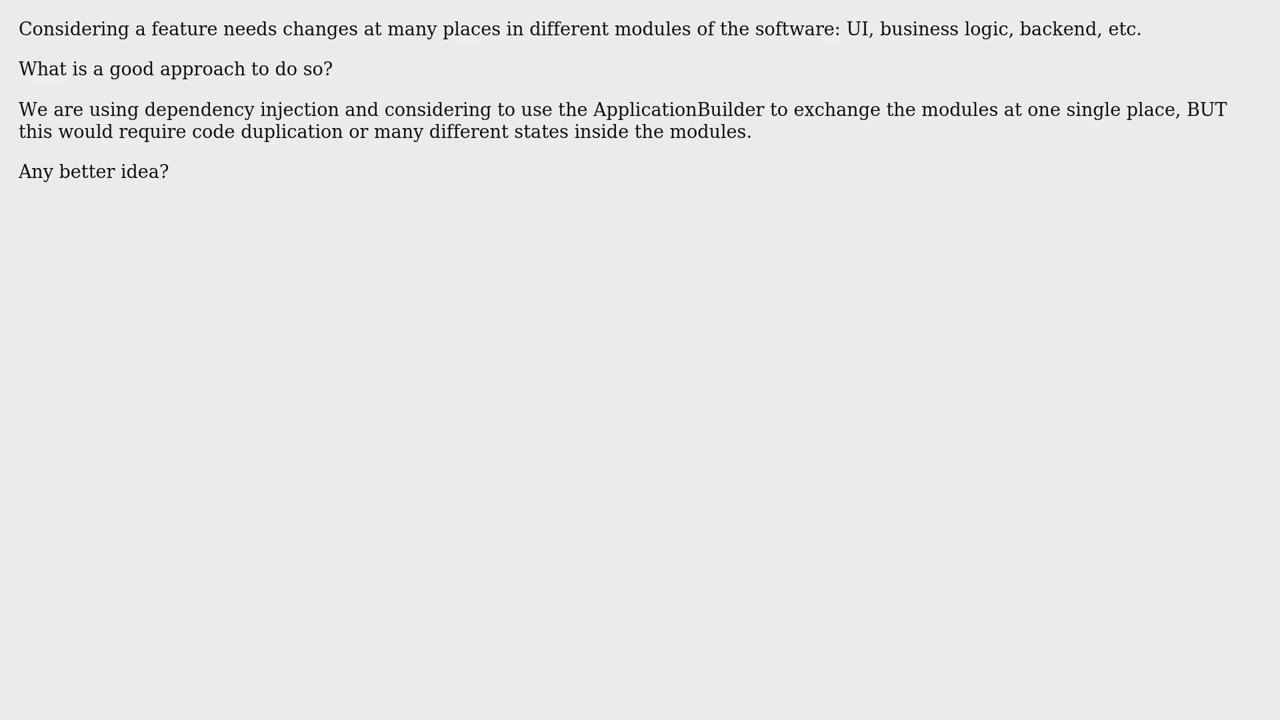 Considering a feature needs changes at many places in different modules of the software: UI, business logic, backend, etc.
What is a good approach to do so?
We are using dependency injection and considering to use the ApplicationBuilder to exchange the modules at one single place, BUT
this would require code duplication or many different states inside the modules.
Any better idea?